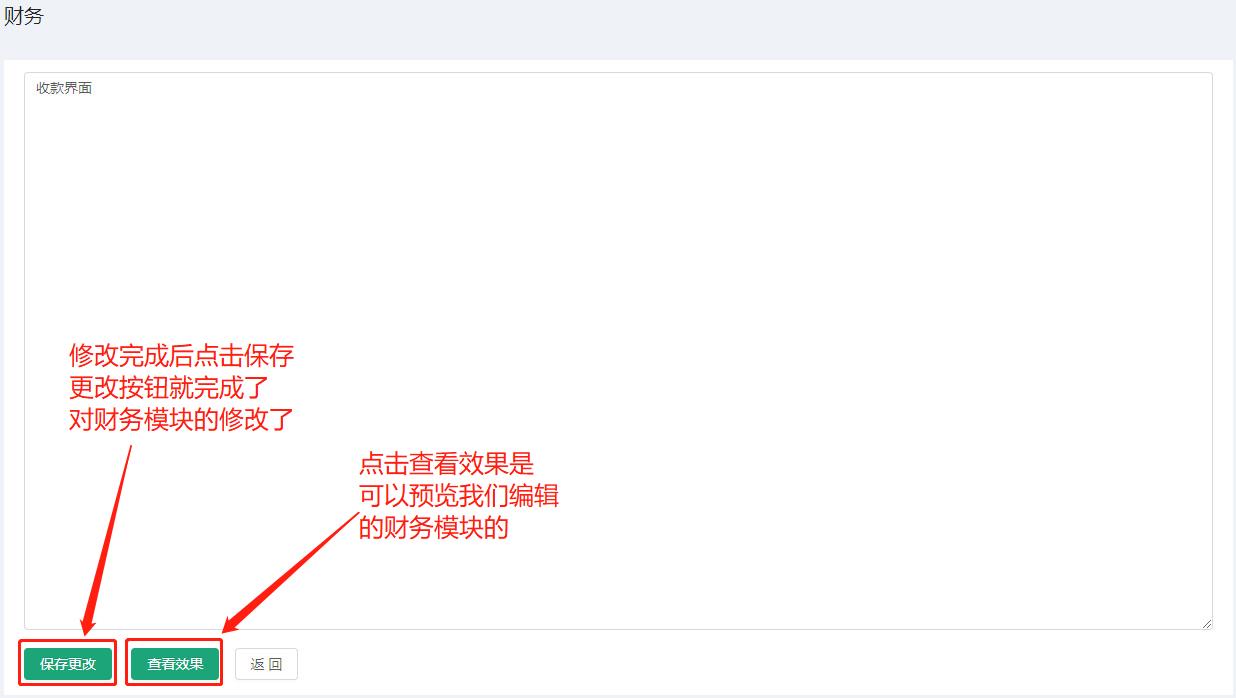 财务
收款界面
修改完成后点击保存
更改按钮就完成了
对财务模块的修改了
点击查看效果是
可以预览我们编辑
的财务模块的
保存更改
查看效果
返 回